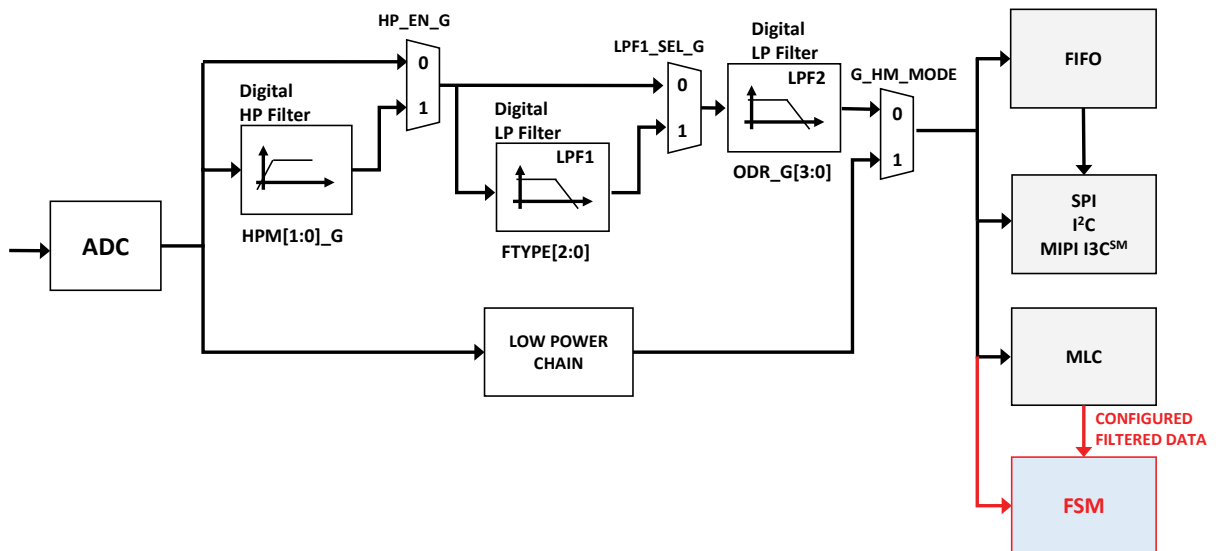 HP_EN_G
0
1
Digital
HP Filter
HPM[1:0]_G
ADC
Digital
LP Filter
LPF1
FTYPE[2:0]
LPF1_SEL_G
0
1
Digital
LP Filter
LPF2
ODR_G[3:0]
G_HM_MODE
0
1
LOW POWER
CHAIN
FIFO
SPI
I²C
MIPI I3C℠
MLC
CONFIGURED
FILTERED DATA
FSM